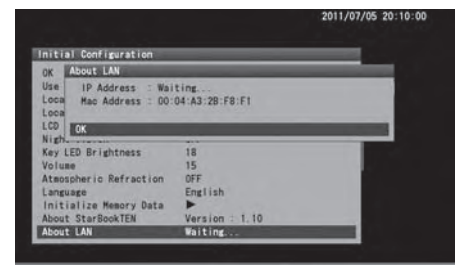 2011/07/05 20:10:00
Initial Configuration
OK
About LAN
Use
IP Address : Waiting...
Loca
Mac Address : 00:04:A3:2B:F8:F1
Loca
LCD
OK
Nigh
Key LED Brightness 18
Volume 15
Atmospheric Refraction OFF
Language English
Initialize Memory Data ▶
About StarBookTEN Version : 1.10
About LAN Waiting...